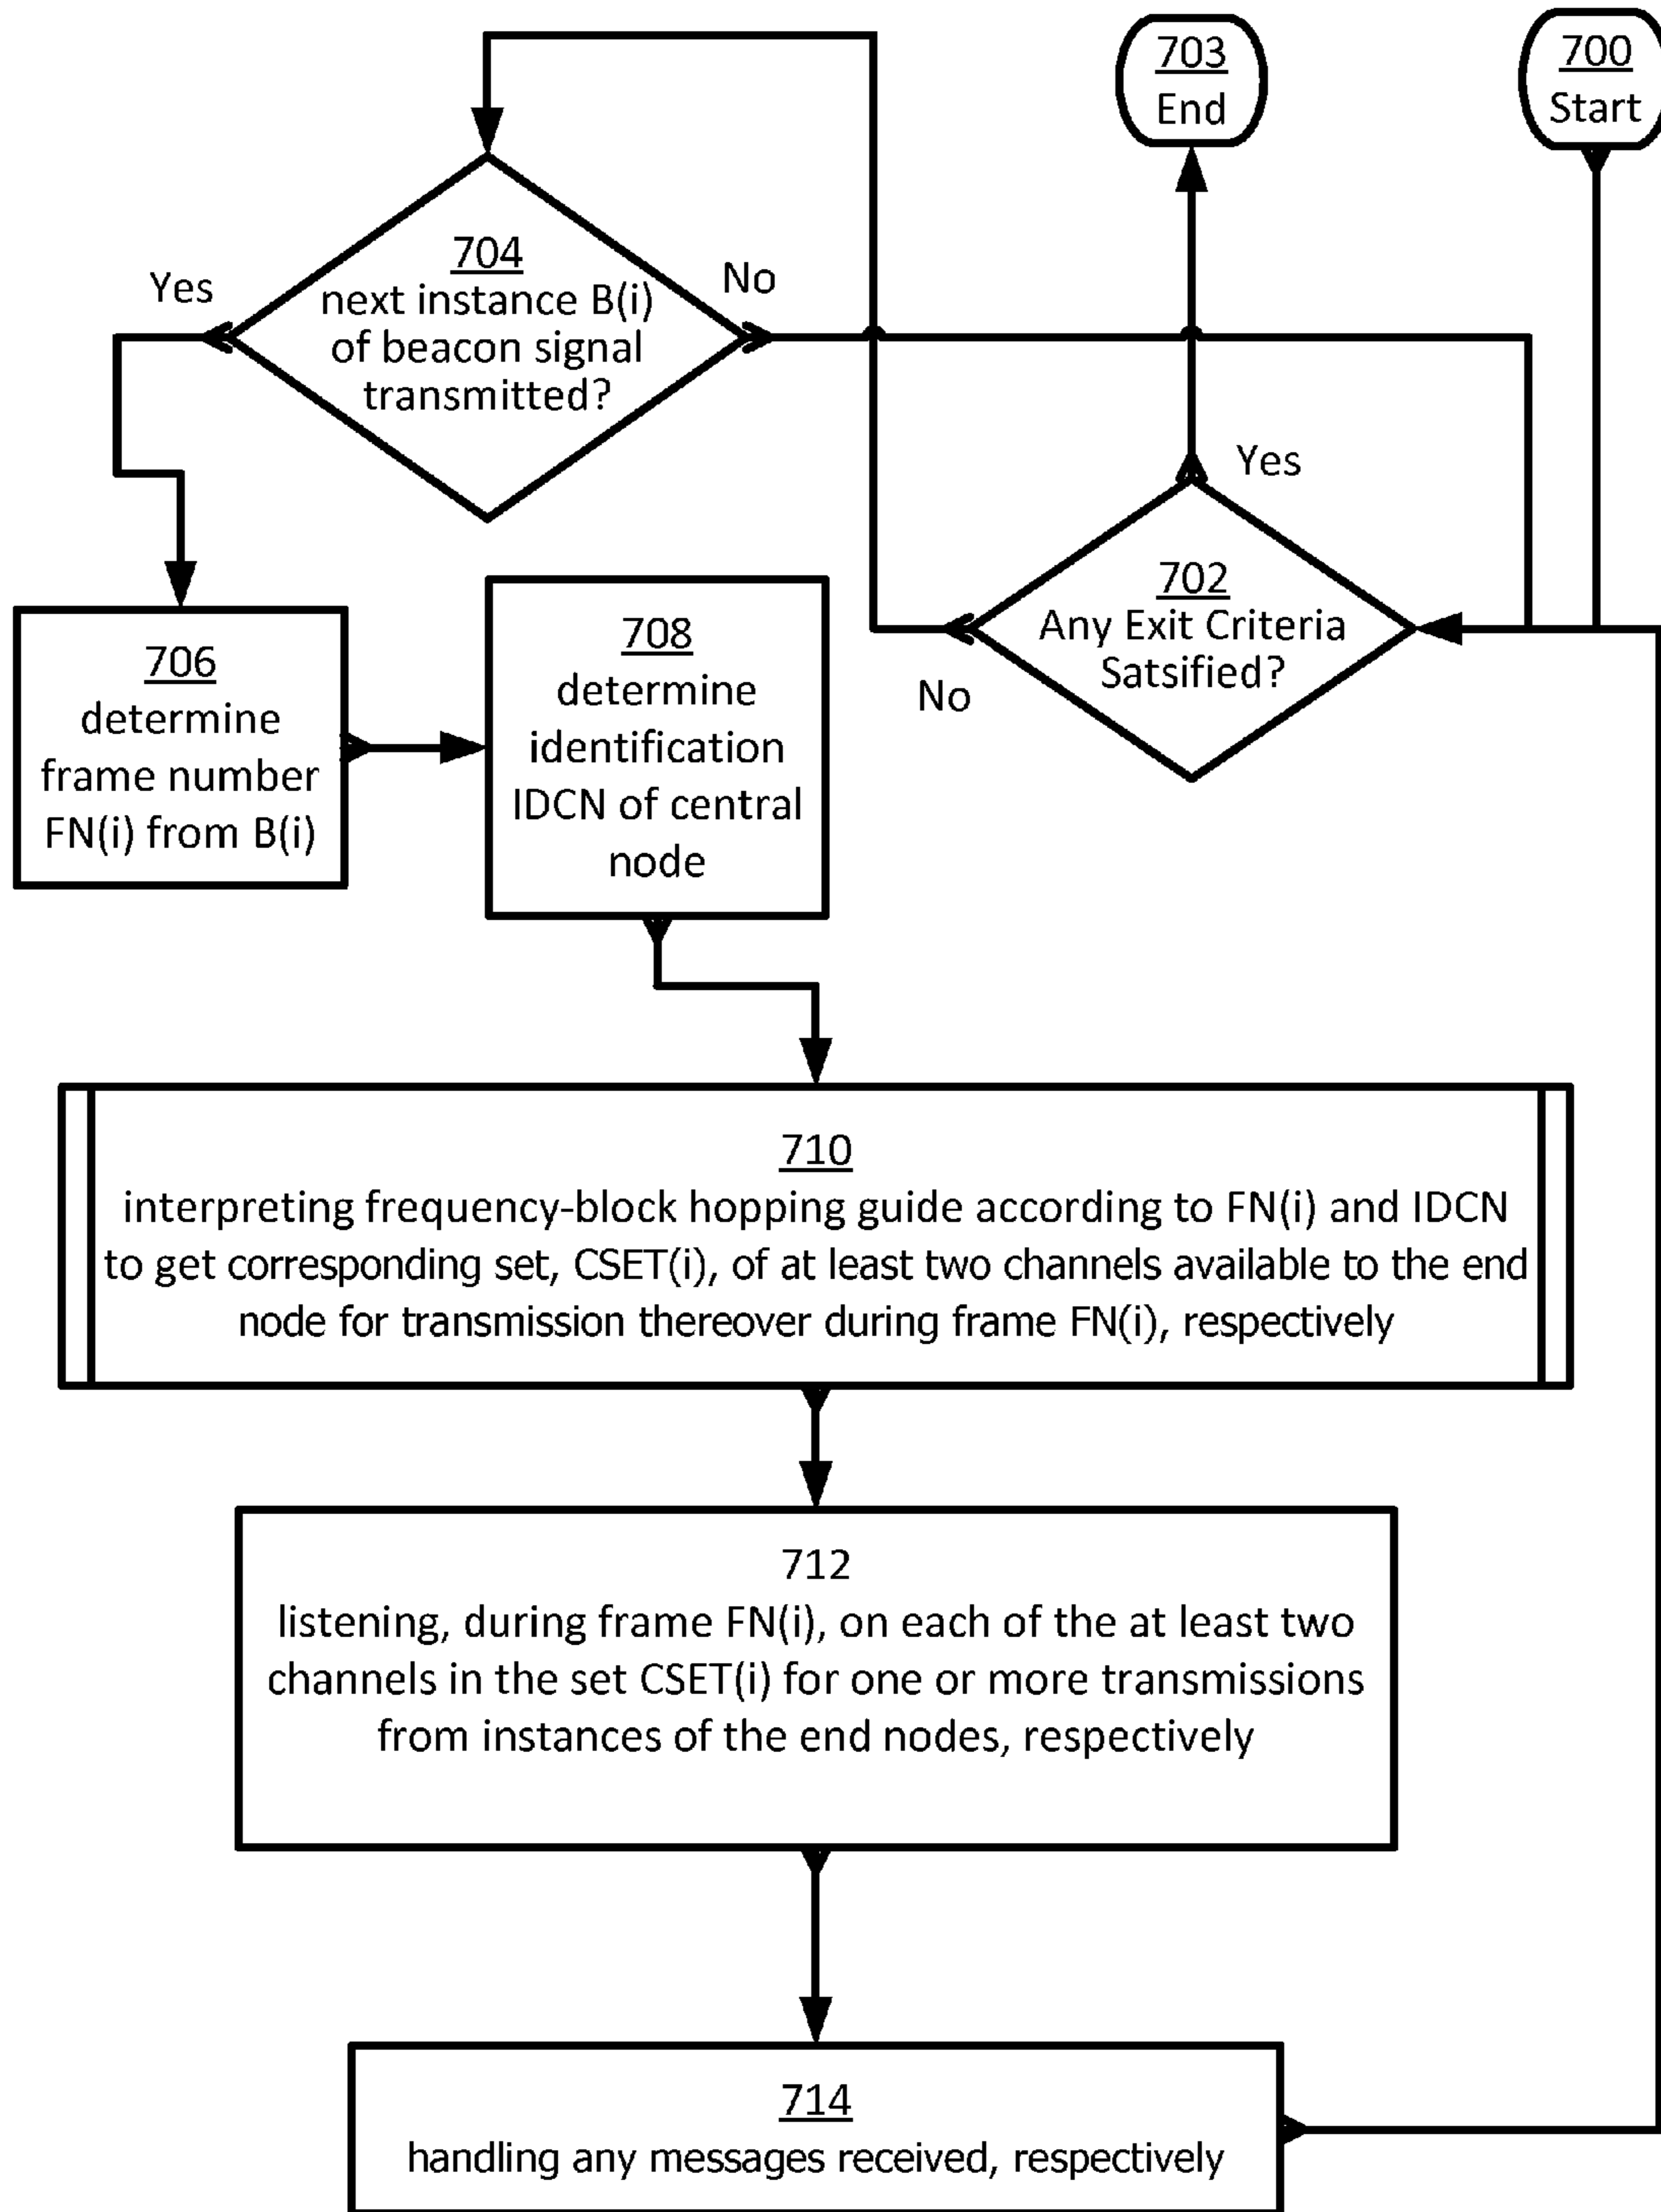 703
End
700
Start
704
next instance B(i)
of beacon signal
transmitted?
Yes
No
Yes
702
Any Exit Criteria
Satsified?
No
706
determine
frame number
FN(i) from B(i)
708
determine
identification
IDCN of central
node
710
interpreting frequency-block hopping guide according to FN(i) and IDCN
to get corresponding set, CSET(i), of at least two channels available to the end
node for transmission thereover during frame FN(i), respectively
712
listening, during frame FN(i), on each of the at least two
channels in the set CSET(i) for one or more transmissions
from instances of the end nodes, respectively
714
handling any messages received, respectively